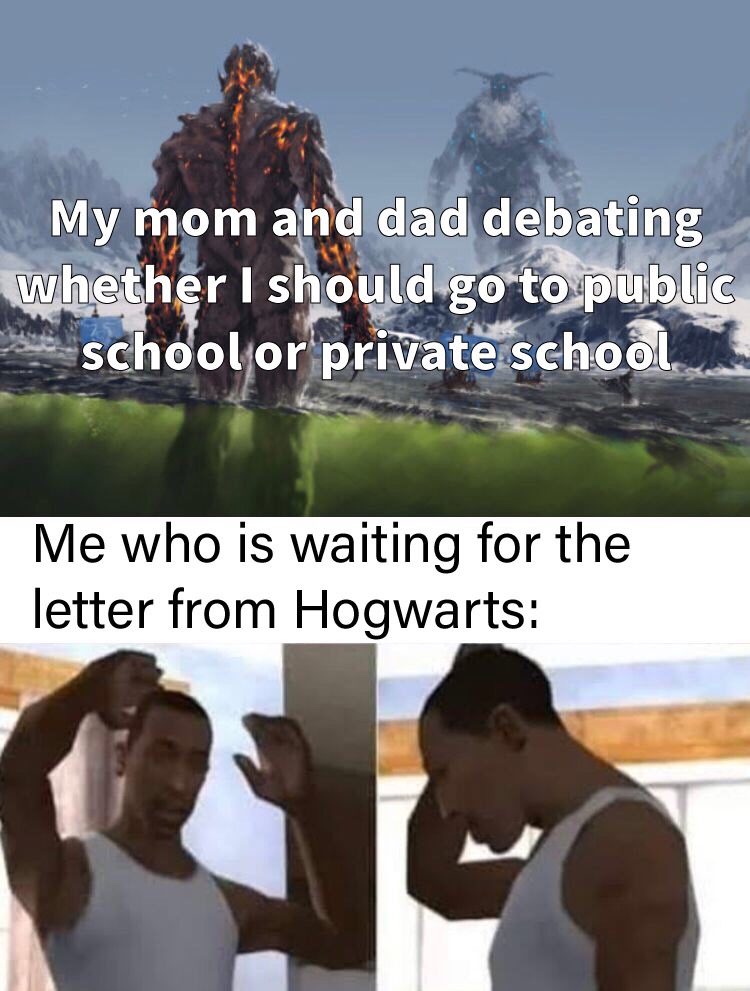 My mom and dad debating
whether I should go to public
school or private school
Me who is waiting for the
letter from Hogwarts: